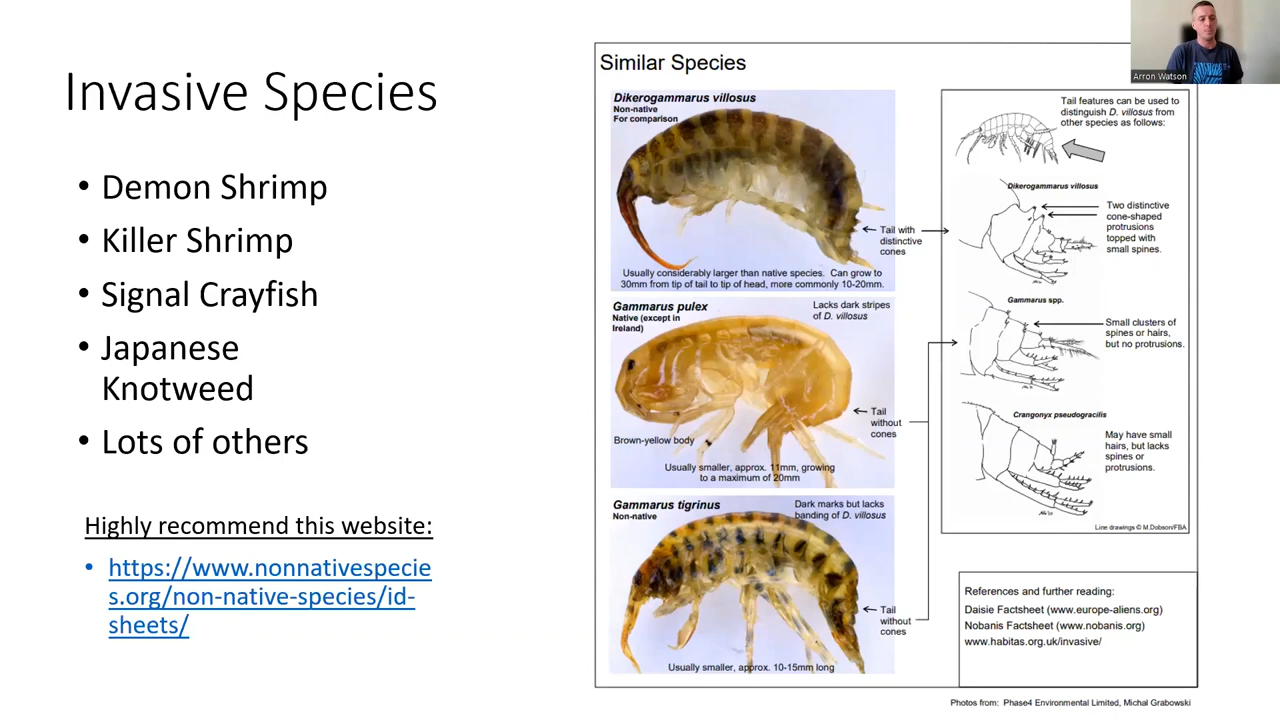 Invasive Species
• Demon Shrimp
• Killer Shrimp
• Signal Crayfish
• Japanese
Knotweed
• Lots of others
Highly recommend this website:
• https://www.nonnativespecie
s.org/non-native-species/id-
sheets/
Arron Watson
Similar Species
Dikerogammarus villosus
Non-native
For comparison
Tail with
distinctive
cones
Usually considerably larger than native species. Can grow to
30mm from tip of tail to tip of head, more commonly 10-20mm.
Gammarus pulex
Native (except in
Ireland)
Lacks dark stripes
of D. villosus
Tail
without
cones
Brown-yellow body
Usually smaller, approx. 11mm, growing
to a maximum of 20mm
Gammarus tigrinus
Non-native
Dark marks but lacks
banding of D. villosus
Tail
without
cones
Usually smaller, approx. 10-15mm long
Tail features can be used to
distinguish D. villosus from
other species as follows:
Dikerogammarus villosus
Two distinctive
cone-shaped
protrusions
topped with
small spines.
Gammarus spp.
Small clusters of
spines or hairs,
but no protrusions.
Crangonyx pseudogracilis
May have small
hairs, but lacks
spines or
protrusions.
Line drawings © M.Dobson/FBA
References and further reading:
Daisie Factsheet (www.europe-aliens.org)
Nobanis Factsheet (www.nobanis.org)
www.habitas.org.uk/invasive/
Photos from: Phase4 Environmental Limited, Michal Grabowski